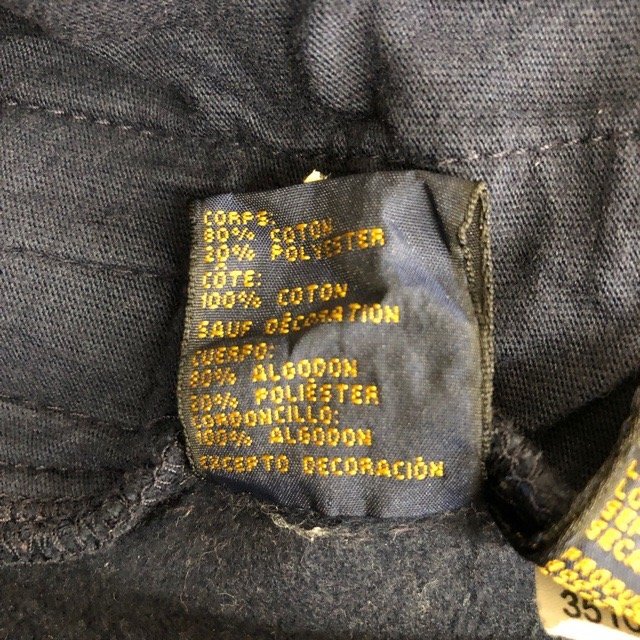 CORPS:
80% COTON
20% POLYESTER
CÔTE:
100% COTON
SAUF DÉCORATION
CUERPO:
80% ALGODON
20% POLIÉSTER
CORDONCILLO:
100% ALGODON
EXCEPTO DECORACIÓN